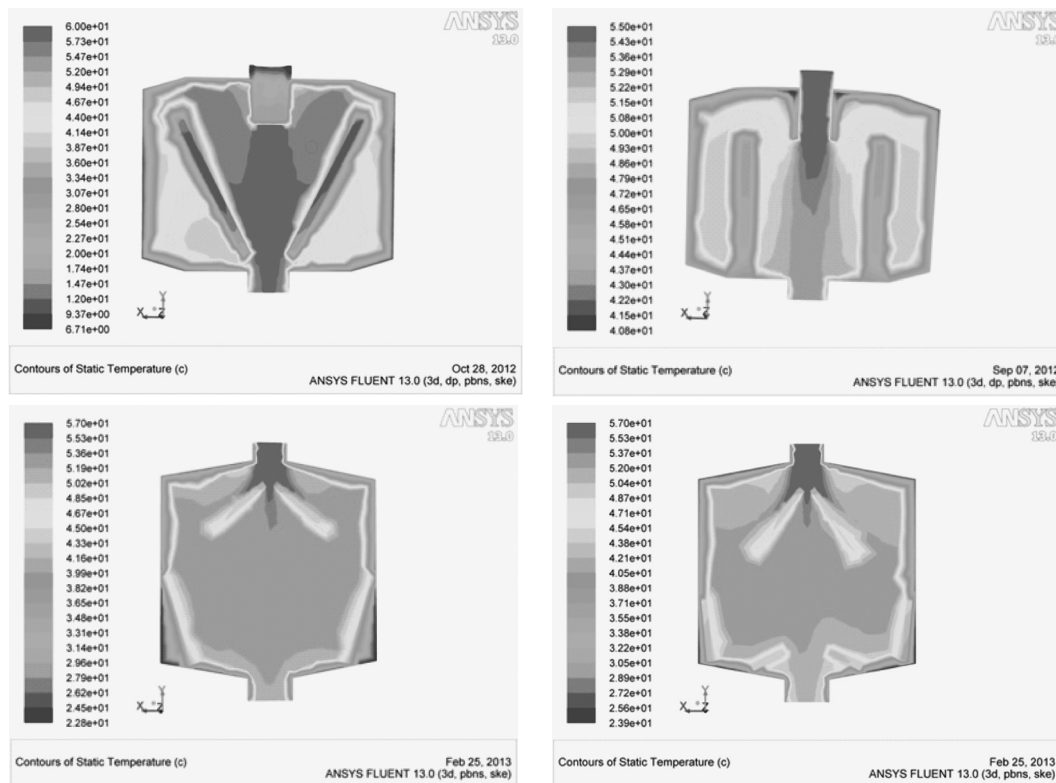 ANSYS
13.0
6.00e+01
5.73e+01
5.47e+01
5.20e+01
4.94e+01
4.67e+01
4.40e+01
4.14e+01
3.87e+01
3.60e+01
3.34e+01
3.07e+01
2.80e+01
2.54e+01
2.27e+01
2.00e+01
1.74e+01
1.47e+01
1.20e+01
9.37e+00
6.71e+00
Y
X
Z
Contours of Static Temperature (c)
Oct 28, 2012
ANSYS FLUENT 13.0 (3d, dp, pbns, ske)
ANSYS
13.0
5.50e+01
5.43e+01
5.36e+01
5.29e+01
5.22e+01
5.15e+01
5.08e+01
5.00e+01
4.93e+01
4.86e+01
4.79e+01
4.72e+01
4.65e+01
4.58e+01
4.51e+01
4.44e+01
4.37e+01
4.30e+01
4.22e+01
4.15e+01
4.08e+01
Y
X
Z
Contours of Static Temperature (c)
Sep 07, 2012
ANSYS FLUENT 13.0 (3d, dp, pbns, ske
ANSYS
13.0
5.70e+01
5.53e+01
5.36e+01
5.19e+01
5.02e+01
4.85e+01
4.67e+01
4.50e+01
4.33e+01
4.16e+01
3.99e+01
3.82e+01
3.65e+01
3.48e+01
3.31e+01
3.14e+01
2.96e+01
2.79e+01
2.62e+01
2.45e+01
2.28e+01
Y
X
Z
Contours of Static Temperature (c)
Feb 25, 2013
ANSYS FLUENT 13.0 (3d, pbns, ske)
ANSYS
13.0
5.70e+01
5.53e+01
5.37e+01
5.20e+01
5.04e+01
4.87e+01
4.71e+01
4.54e+01
4.38e+01
4.21e+01
4.05e+01
3.88e+01
3.71e+01
3.55e+01
3.38e+01
3.22e+01
3.05e+01
2.89e+01
2.72e+01
2.56e+01
2.39e+01
Y
X
Z
Contours of Static Temperature (c)
Feb 25, 2013
ANSYS FLUENT 13.0 (3d, pbns, ske)